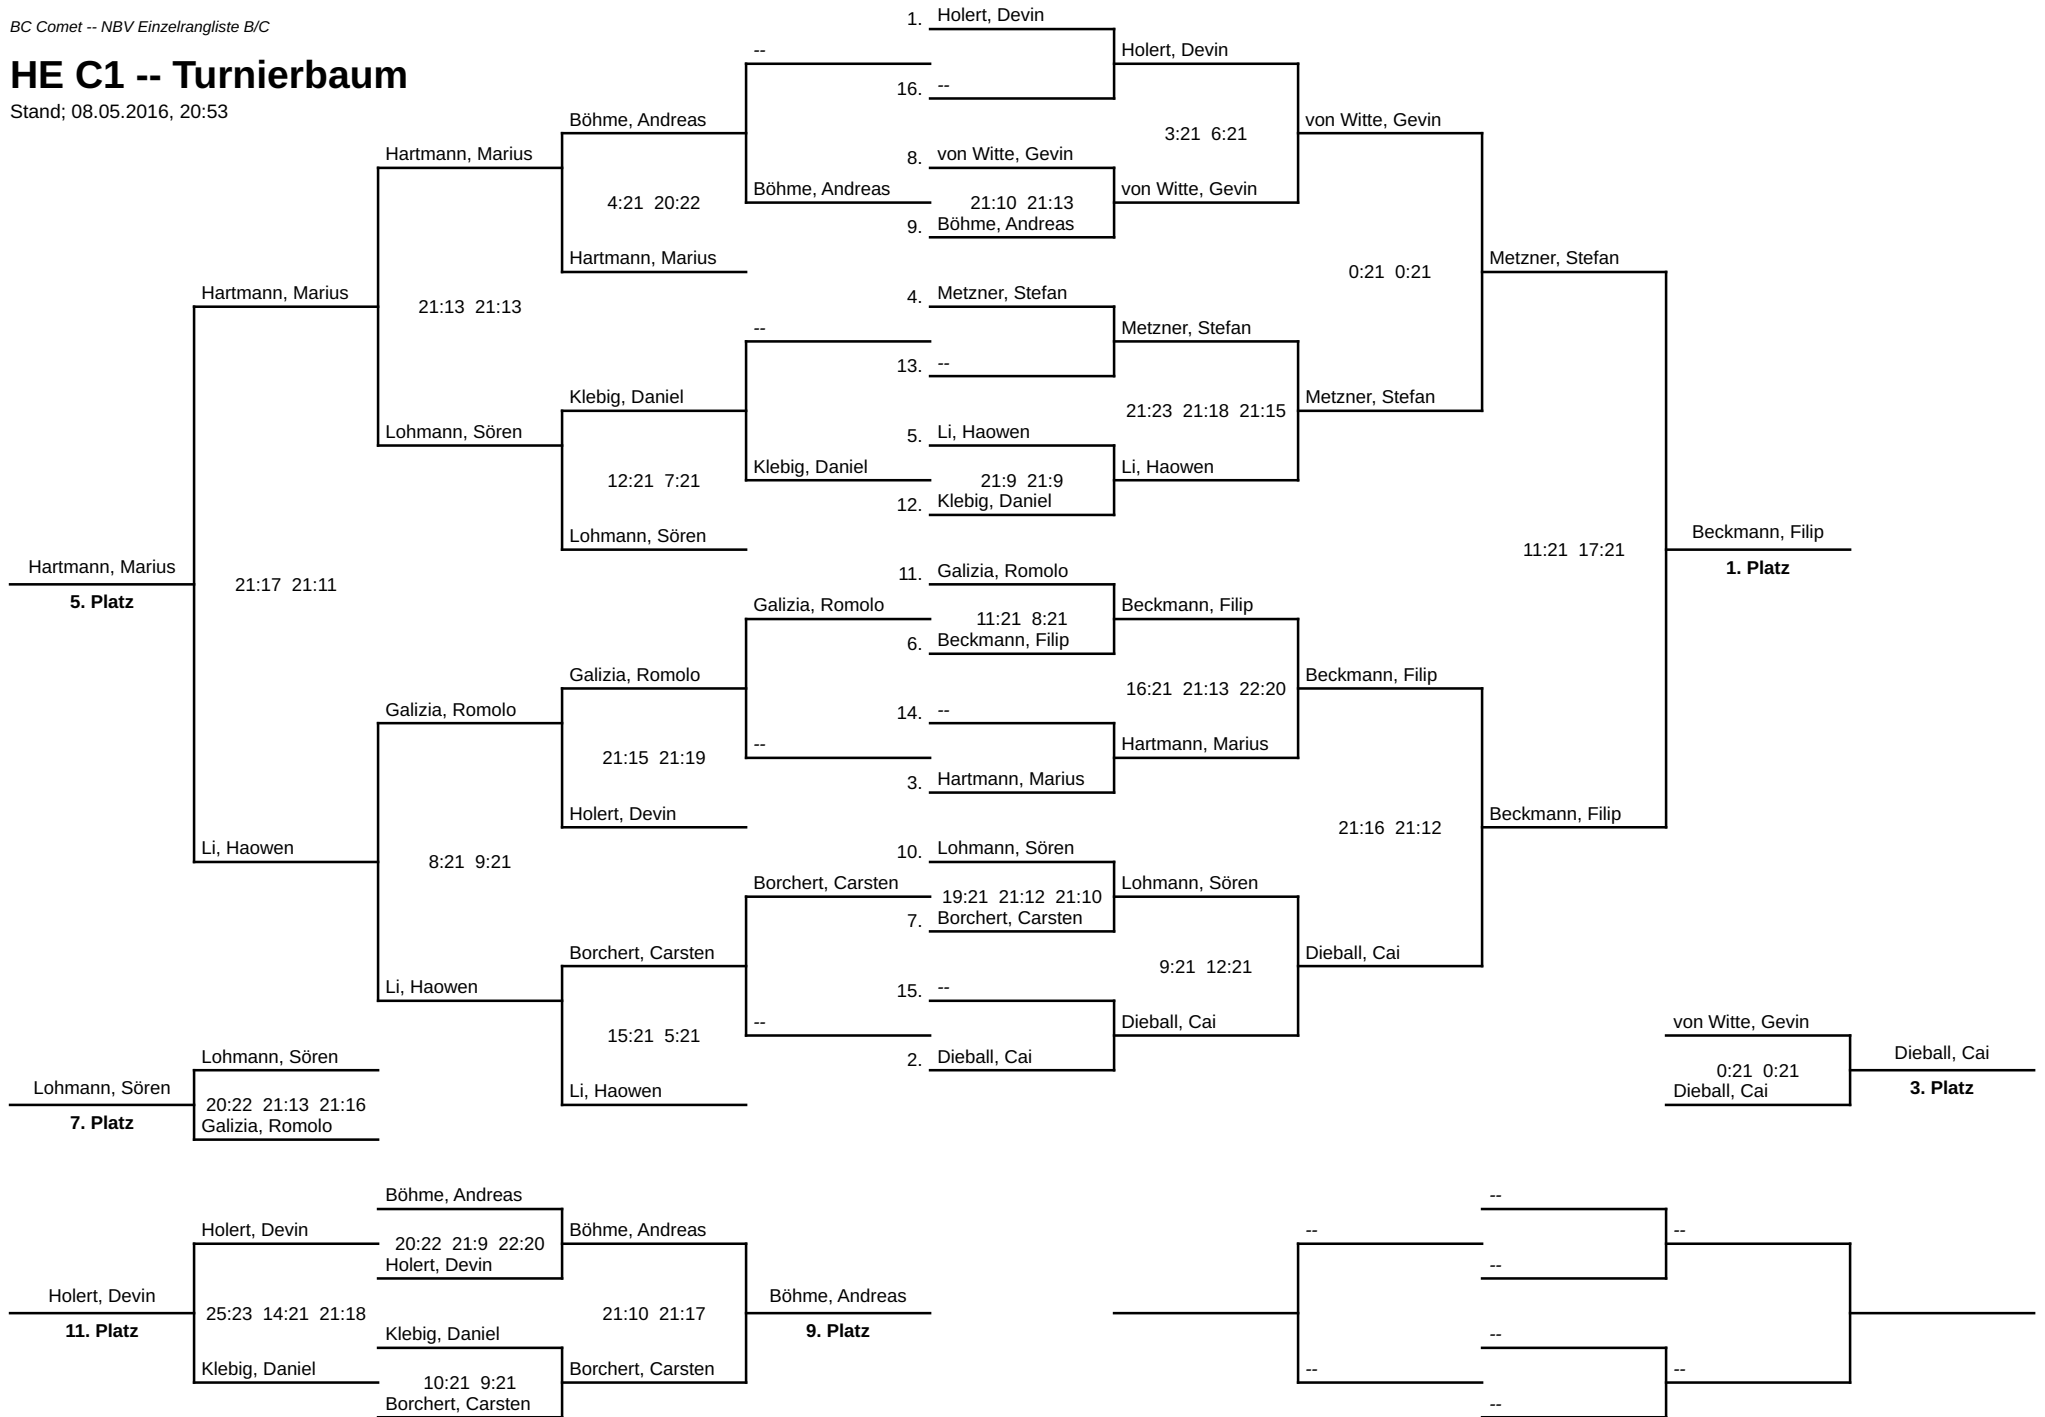 BC Comet -- NBV Einzelrangliste B/C
HE C1 -- Turnierbaum
Stand; 08.05.2016, 20:53
1. Holert, Devin
-- Holert, Devin
16. --
Böhme, Andreas 3:21 6:21 von Witte, Gevin
Hartmann, Marius 8. von Witte, Gevin
4:21 20:22 Böhme, Andreas 21:10 21:13 von Witte, Gevin
9. Böhme, Andreas
Hartmann, Marius 0:21 0:21 Metzner, Stefan
Hartmann, Marius 21:13 21:13 4. Metzner, Stefan
-- Metzner, Stefan
13. --
Klebig, Daniel 21:23 21:18 21:15 Metzner, Stefan
Lohmann, Sören 5. Li, Haowen
12:21 7:21 Klebig, Daniel 21:9 21:9 Li, Haowen
12. Klebig, Daniel
Lohmann, Sören 11:21 17:21 Beckmann, Filip
1. Platz
Hartmann, Marius 21:17 21:11 11. Galizia, Romolo
5. Platz Galizia, Romolo 11:21 8:21 Beckmann, Filip
6. Beckmann, Filip
Galizia, Romolo 16:21 21:13 22:20 Beckmann, Filip
Galizia, Romolo 14. --
21:15 21:19 -- Hartmann, Marius
3. Hartmann, Marius
Holert, Devin 21:16 21:12 Beckmann, Filip
Li, Haowen 8:21 9:21 10. Lohmann, Sören
Borchert, Carsten 19:21 21:12 21:10 Lohmann, Sören
7. Borchert, Carsten
Borchert, Carsten 9:21 12:21 Dieball, Cai
Li, Haowen 15. --
15:21 5:21 -- Dieball, Cai von Witte, Gevin
Lohmann, Sören 2. Dieball, Cai 0:21 0:21 Dieball, Cai
Lohmann, Sören 20:22 21:13 21:16 Li, Haowen Dieball, Cai 3. Platz
7. Platz Galizia, Romolo
Böhme, Andreas --
Holert, Devin 20:22 21:9 22:20 Böhme, Andreas -- --
Holert, Devin --
Holert, Devin 25:23 14:21 21:18 21:10 21:17 Böhme, Andreas
11. Platz Klebig, Daniel 9. Platz --
Klebig, Daniel 10:21 9:21 Borchert, Carsten -- --
Borchert, Carsten --